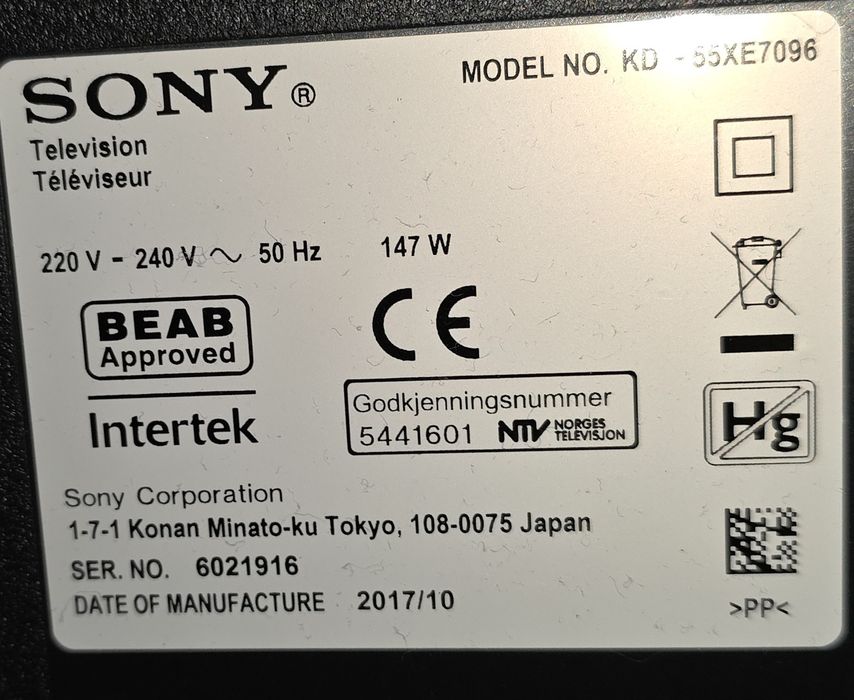 SONY®
MODEL NO. KD - 55XE7096
Television
Téléviseur
220 V - 240 V ~ 50 Hz 147 W
BEAB
Approved
CE
Intertek
Godkjenningsnummer
5441601 NTV NORGES TELEVISJON
Hg
Sony Corporation
1-7-1 Konan Minato-ku Tokyo, 108-0075 Japan
SER. NO. 6021916
DATE OF MANUFACTURE 2017/10
>PP<